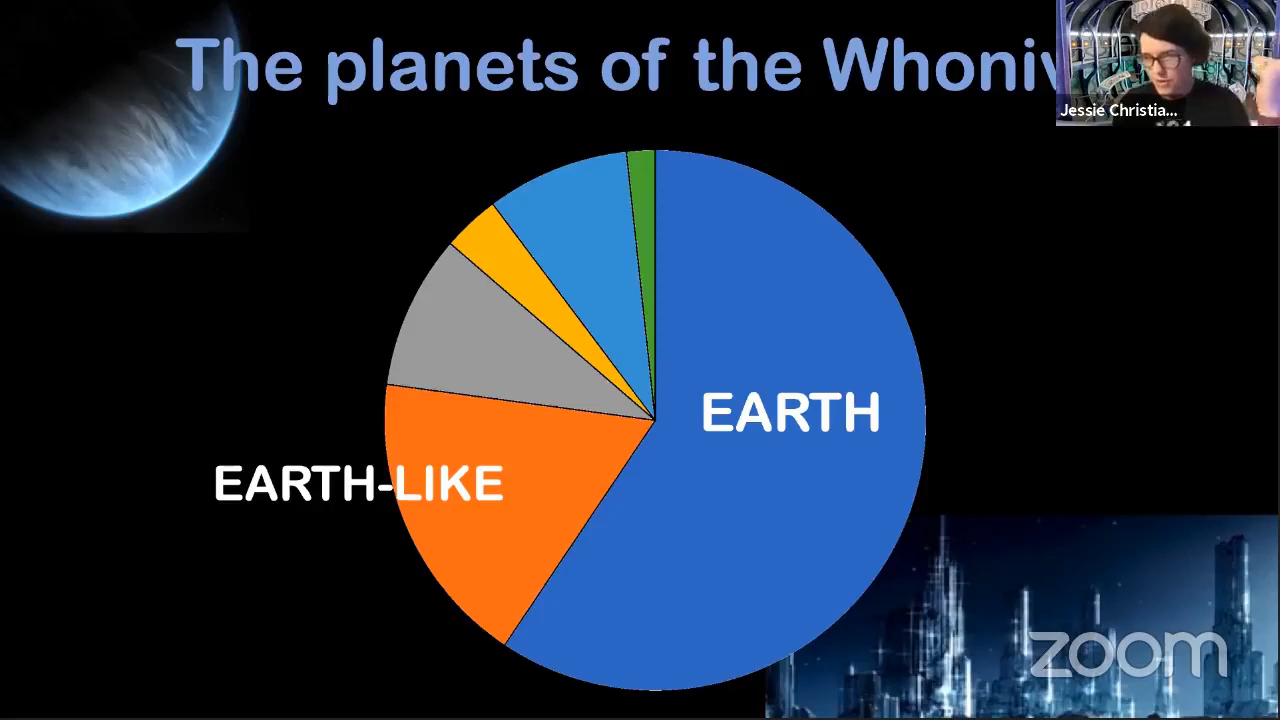 The planets of the Whoniv
Jessie Christia...
EARTH
EARTH-LIKE
zoom